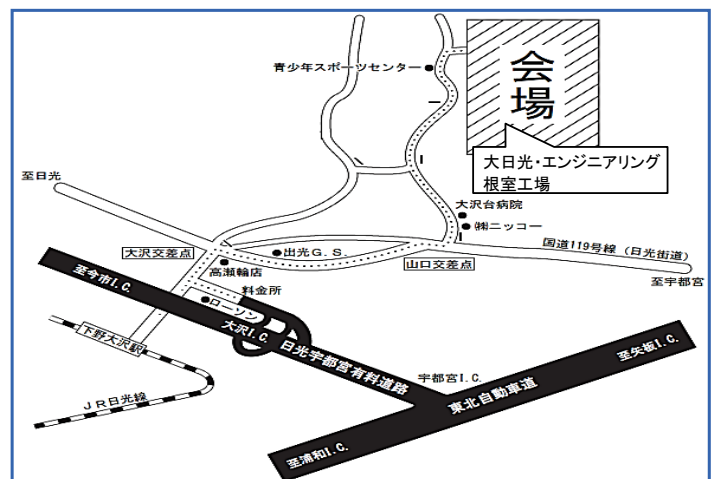 会場
青少年スポーツセンター
大日光・エンジニアリング
根室工場
至日光
大沢台病院
㈱ニッコー
国道119号線（日光街道）
大沢交差点
出光G.S.
山口交差点
高瀬輪店
至宇都宮
至今市I.C.
料金所
ローソン
大沢I.C.
日光宇都宮有料道路
下野大沢駅
宇都宮I.C.
至矢板I.C.
東北自動車道
JR日光線
至浦和I.C.